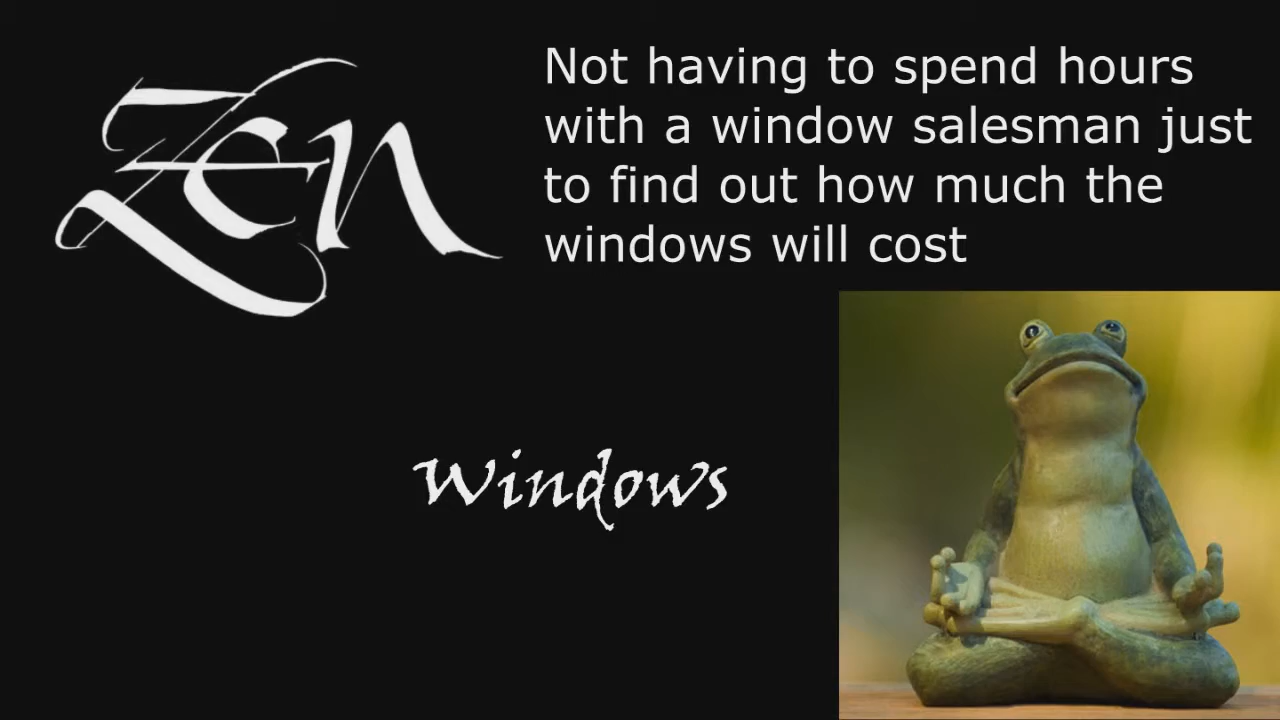 Zen
Not having to spend hours
with a window salesman just
to find out how much the
windows will cost
Windows